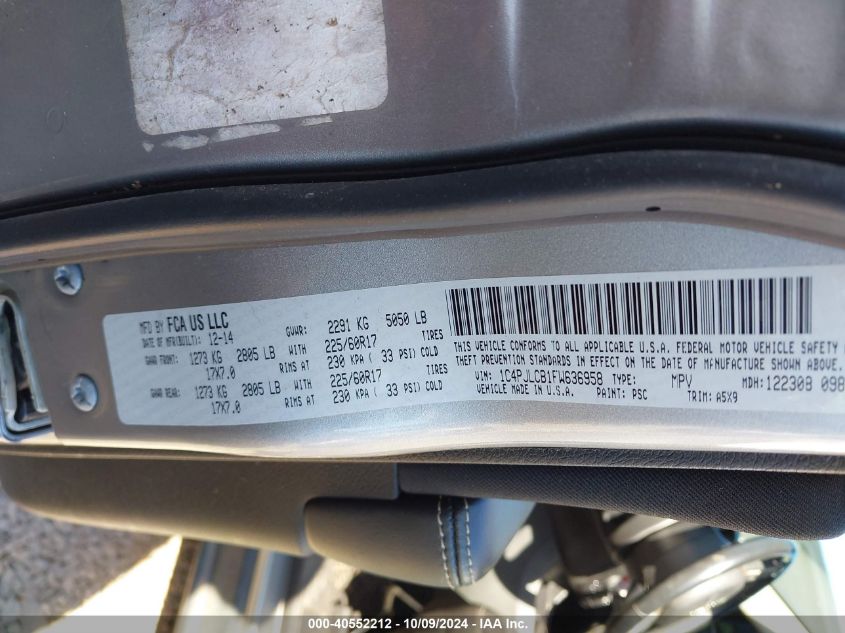 MFD BY FCA US LLC
DATE OF MFR(BUILT): 12-14 GVWR: 2291 KG 5050 LB
GAWR FRONT: 1273 KG 2805 LB WITH 225/60R17 TIRES
17X7.0 RIMS AT 230 KPA ( 33 PSI) COLD
GAWR REAR: 1273 KG 2805 LB WITH 225/60R17 TIRES
17X7.0 RIMS AT 230 KPA ( 33 PSI) COLD
THIS VEHICLE CONFORMS TO ALL APPLICABLE U.S.A. FEDERAL MOTOR VEHICLE SAFETY
THEFT PREVENTION STANDARDS IN EFFECT ON THE DATE OF MANUFACTURE SHOWN ABOVE.
VIN: 1C4PJLCB1FW636958 TYPE: MPV MDH: 122308 098
VEHICLE MADE IN U.S.A. PAINT: PSC TRIM: A5X9
000-40552212 - 10/09/2024 - IAAI.COM